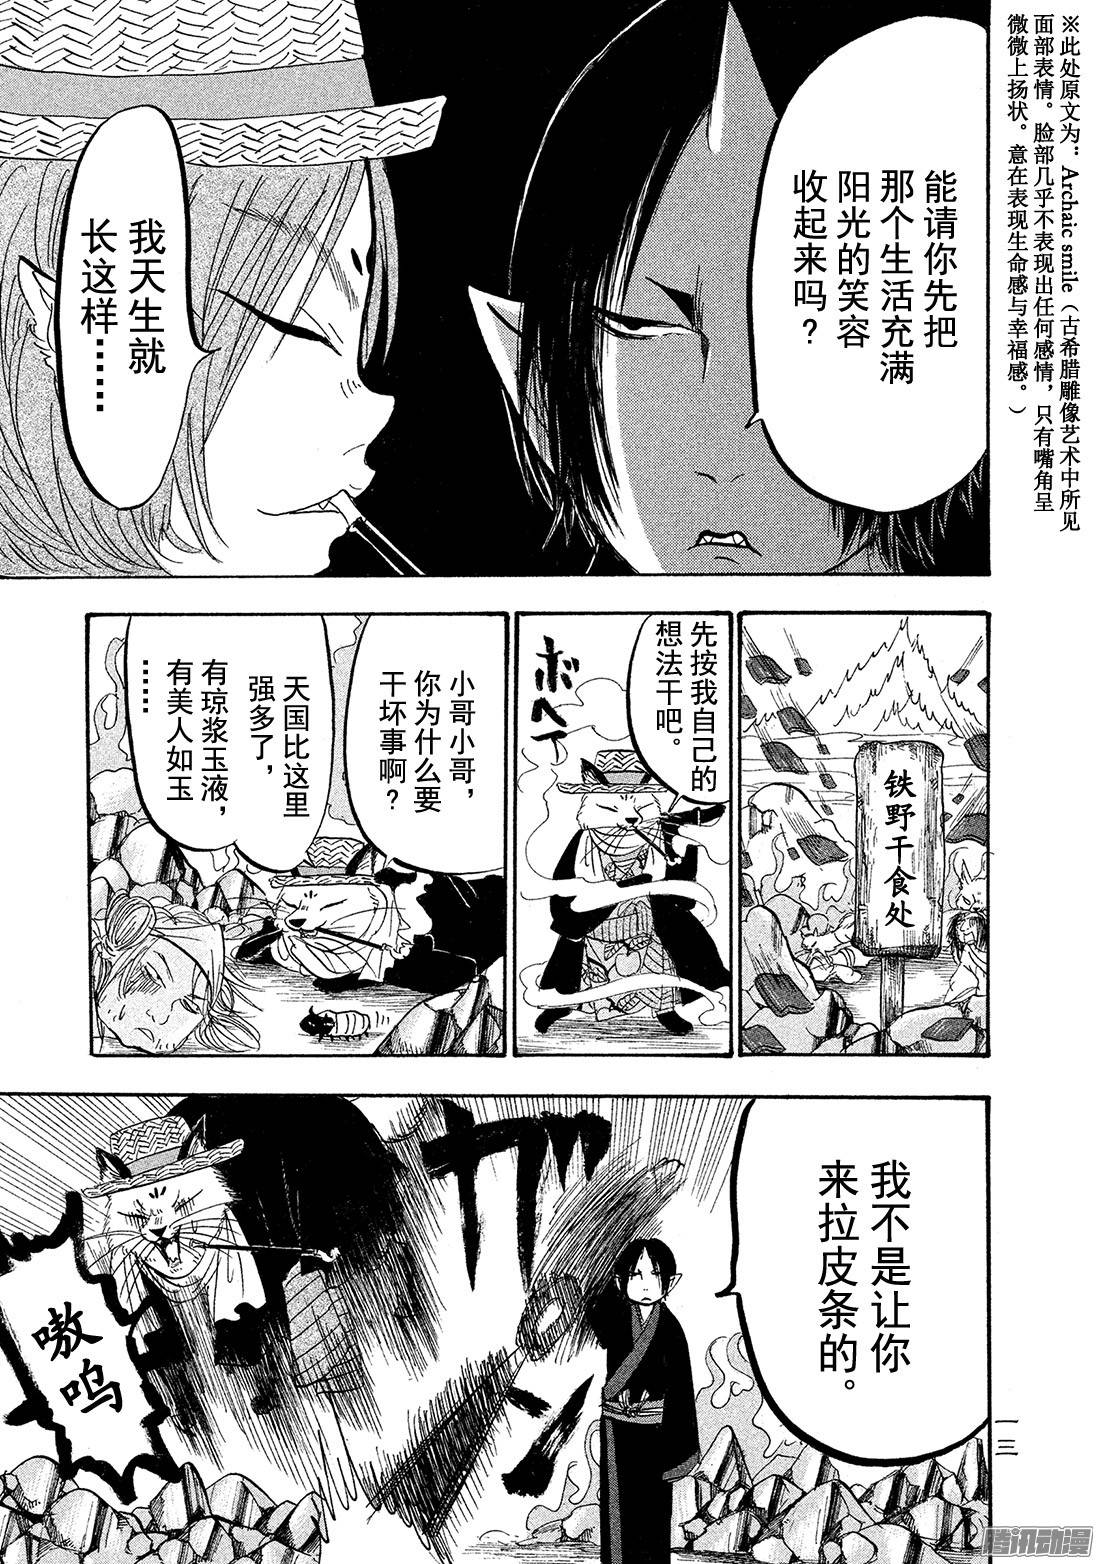 ※此处原文为：Archaic smile（古希腊雕像艺术中所见
面部表情。脸部几乎不表现出任何感情，只有嘴角呈
微微上扬状。意在表现生命感与幸福感。）
能请你先把
那个生活充满
阳光的笑容
收起来吗？
我天生就
长这样……
铁野干食处
先按我自己的
想法干吧。
ボヘー
小哥小哥，
你为什么要
干坏事啊？
天国比这里
强多了，
有琼浆玉液，
有美人如玉
……
我不是让你
来拉皮条的。
嗷
呜
一三
腾讯动漫